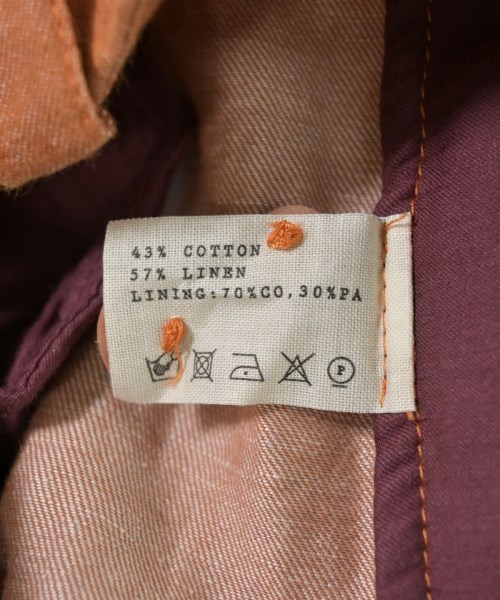 43% COTTON
57% LINEN
LINING:70%CO,30%PA
P